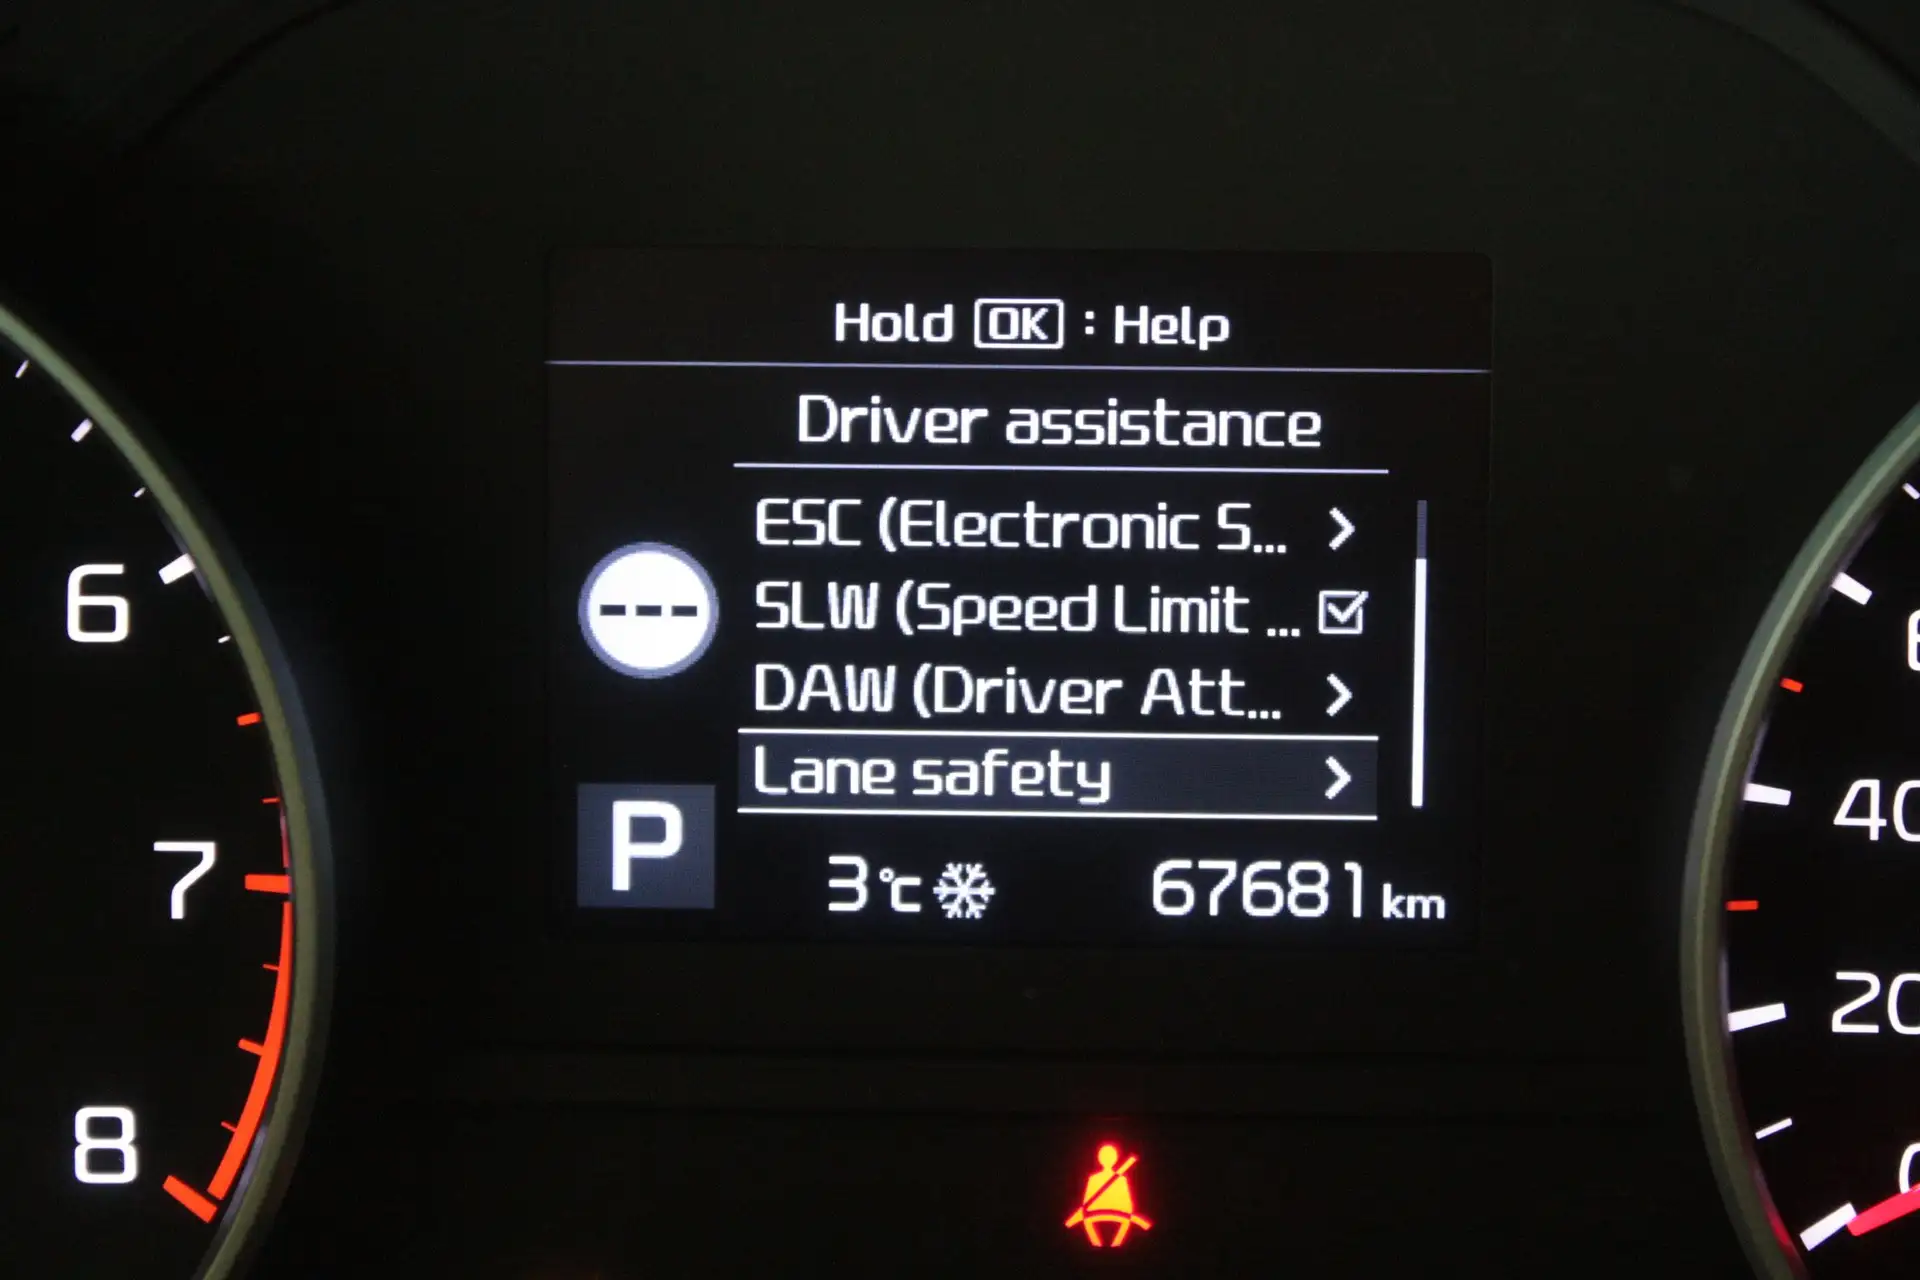 Hold OK : Help
Driver assistance
ESC (Electronic S...
SLW (Speed Limit ...
DAW (Driver Att...
Lane safety
P
3°C
67681 km
6
7
8
40
20
0